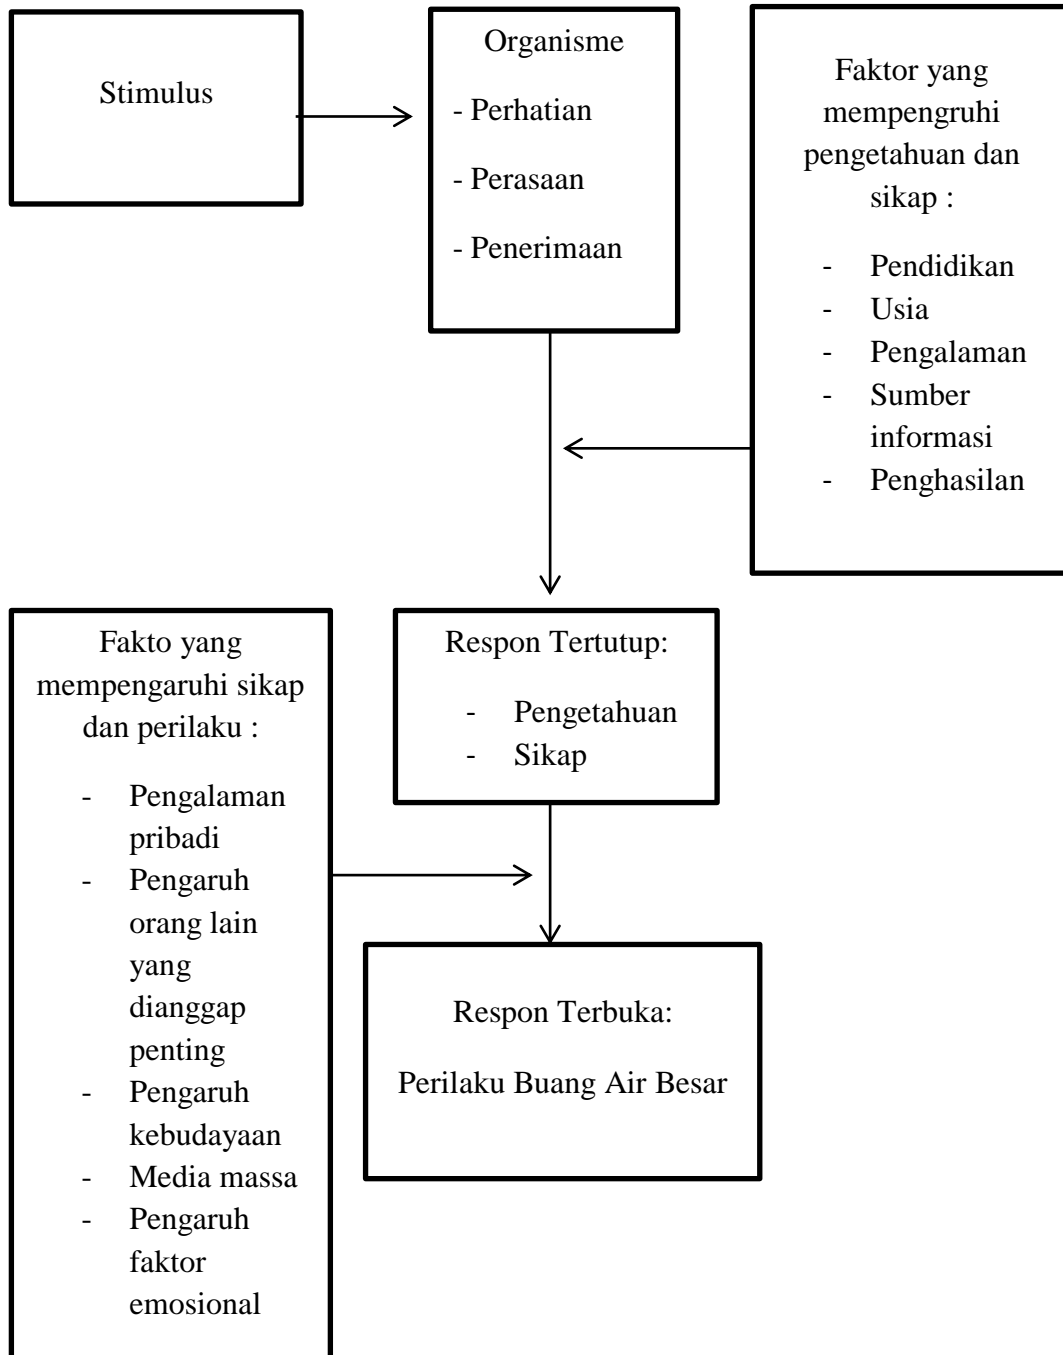 Stimulus
Organisme
- Perhatian
- Perasaan
- Penerimaan
Faktor yang
mempengruhi
pengetahuan dan
sikap :
- Pendidikan
- Usia
- Pengalaman
- Sumber
informasi
- Penghasilan
Fakto yang
mempengaruhi sikap
dan perilaku :
- Pengalaman
pribadi
- Pengaruh
orang lain
yang
dianggap
penting
- Pengaruh
kebudayaan
- Media massa
- Pengaruh
faktor
emosional
Respon Tertutup:
- Pengetahuan
- Sikap
Respon Terbuka:
Perilaku Buang Air Besar